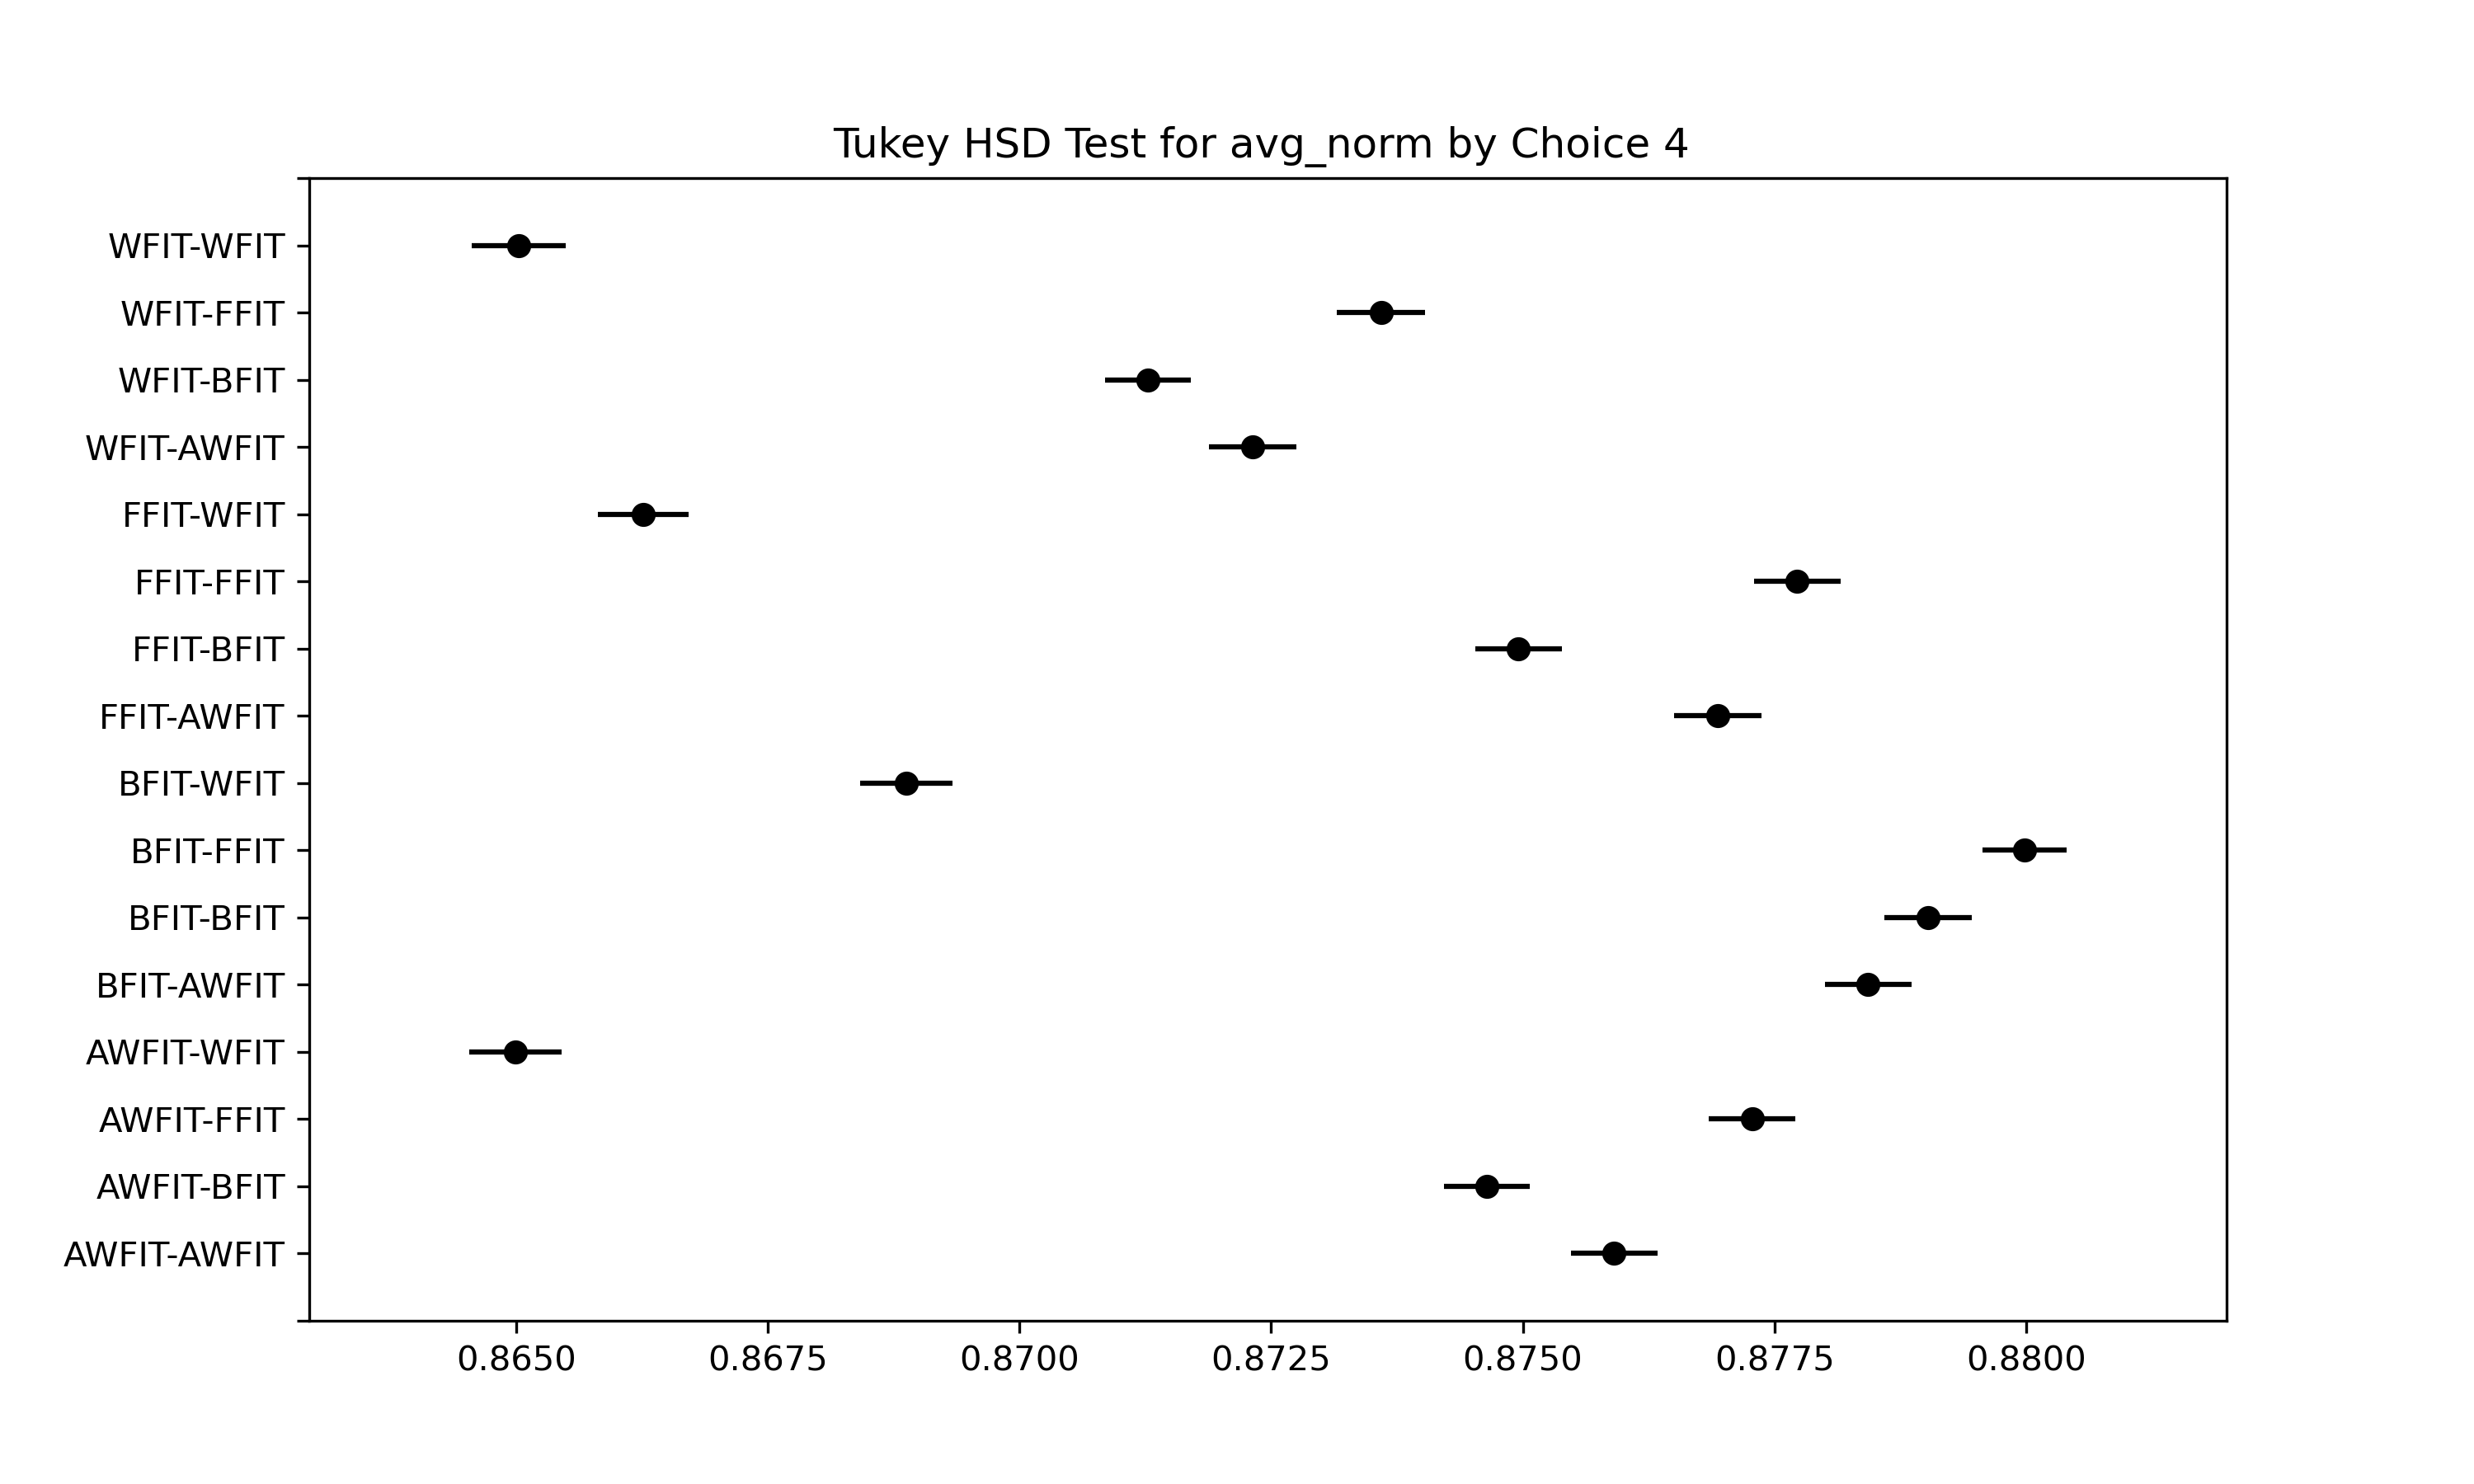 Tukey HSD Test for avg_norm by Choice 4
WFIT-WFIT
WFIT-FFIT
WFIT-BFIT
WFIT-AWFIT
FFIT-WFIT
FFIT-FFIT
FFIT-BFIT
FFIT-AWFIT
BFIT-WFIT
BFIT-FFIT
BFIT-BFIT
BFIT-AWFIT
AWFIT-WFIT
AWFIT-FFIT
AWFIT-BFIT
AWFIT-AWFIT
0.8650 0.8675 0.8700 0.8725 0.8750 0.8775 0.8800